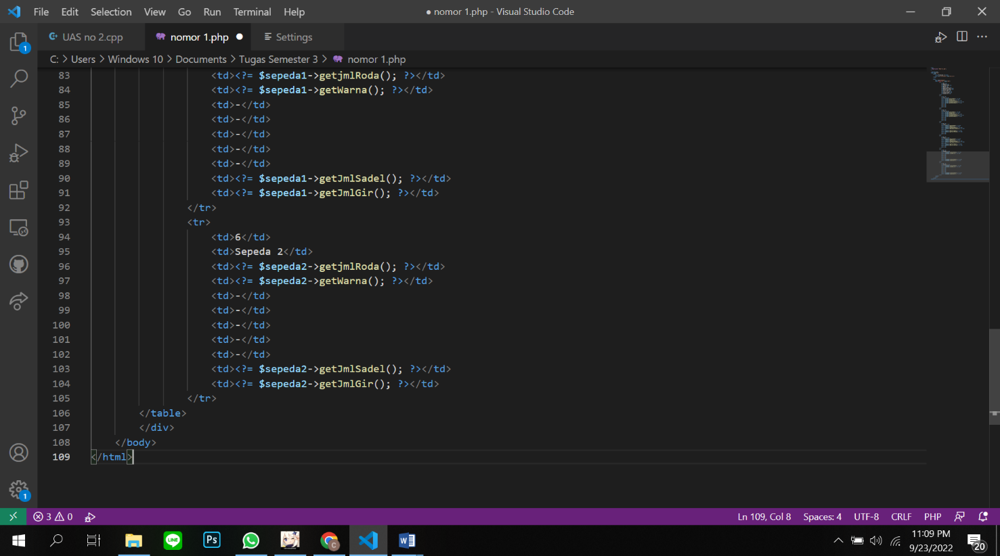 File Edit Selection View Go Run Terminal Help
● nomor 1.php - Visual Studio Code
UAS no 2.cpp
nomor 1.php ●
Settings
C: > Users > Windows 10 > Documents > Tugas Semester 3 > nomor 1.php
83 <td><?= $sepeda1->getjmlRoda(); ?></td>
84 <td><?= $sepeda1->getWarna(); ?></td>
85 <td>-</td>
86 <td>-</td>
87 <td>-</td>
88 <td>-</td>
89 <td>-</td>
90 <td><?= $sepeda1->getJmlSadel(); ?></td>
91 <td><?= $sepeda1->getJmlGir(); ?></td>
92 </tr>
93 <tr>
94 <td>6</td>
95 <td>Sepeda 2</td>
96 <td><?= $sepeda2->getjmlRoda(); ?></td>
97 <td><?= $sepeda2->getWarna(); ?></td>
98 <td>-</td>
99 <td>-</td>
100 <td>-</td>
101 <td>-</td>
102 <td>-</td>
103 <td><?= $sepeda2->getJmlSadel(); ?></td>
104 <td><?= $sepeda2->getJmlGir(); ?></td>
105 </tr>
106 </table>
107 </div>
108 </body>
109 </html>
1
1
3 0
Ln 109, Col 8 Spaces: 4 UTF-8 CRLF PHP
LINE
Ps
C
W
11:09 PM
9/23/2022
20